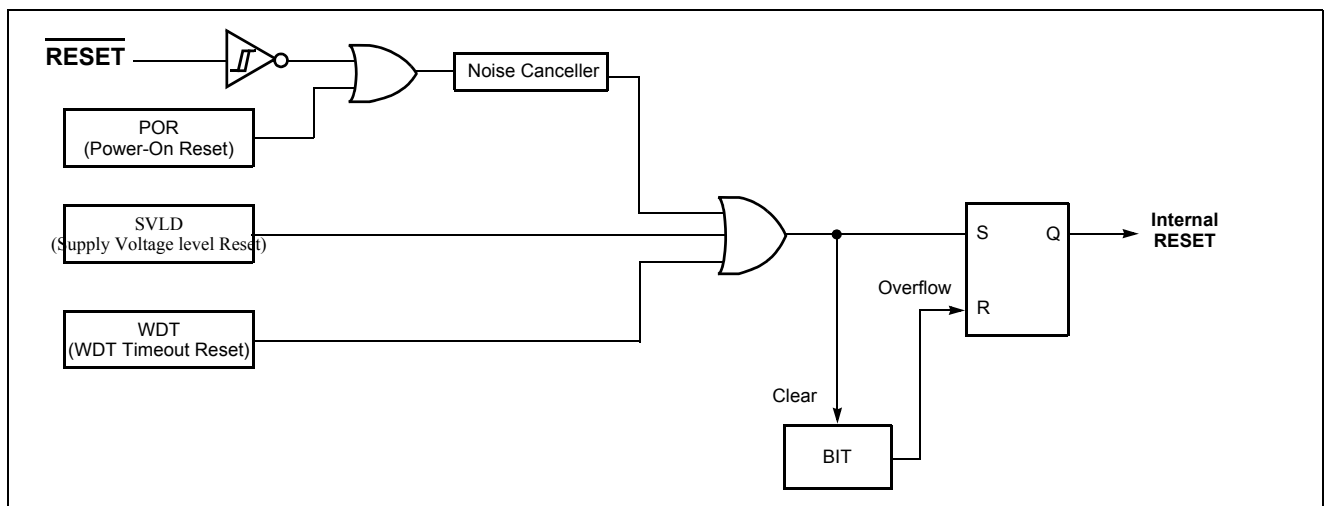 RESET
Noise Canceller
POR
(Power-On Reset)
SVLD
(Supply Voltage level Reset)
S
Q
Internal
RESET
Overflow
R
WDT
(WDT Timeout Reset)
Clear
BIT